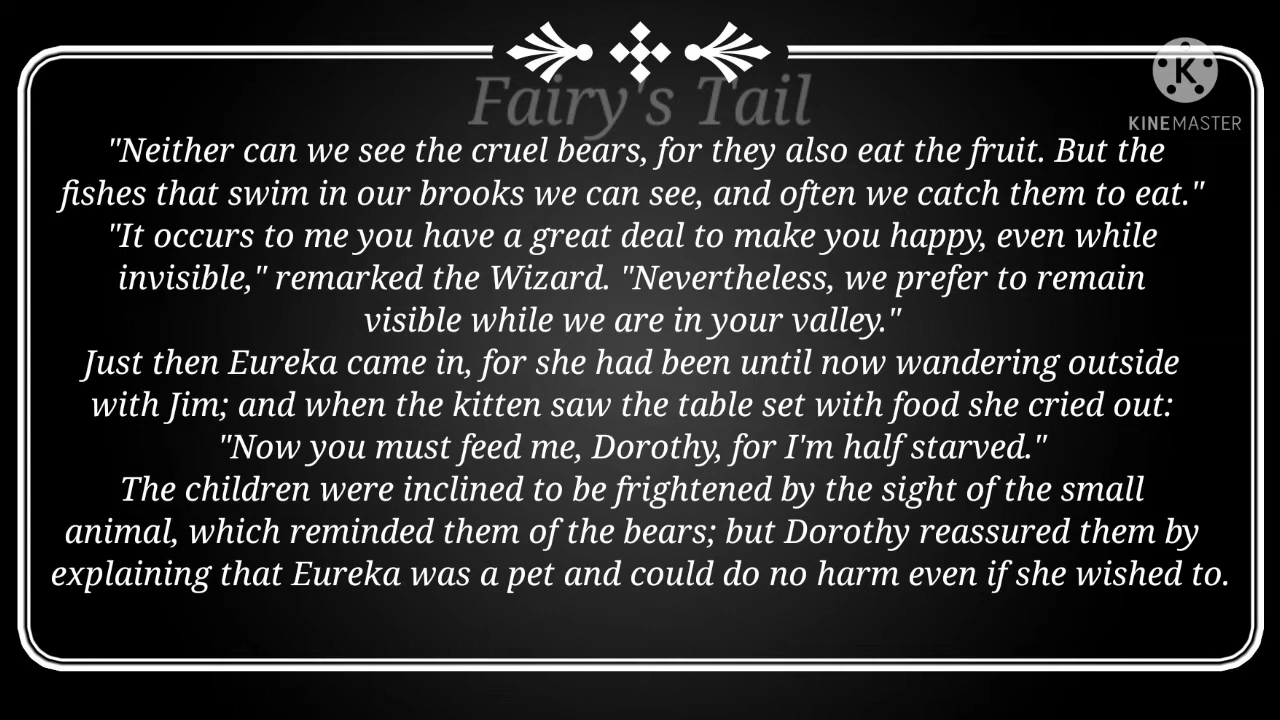 Fairy's Tail
K
KINEMASTER
"Neither can we see the cruel bears, for they also eat the fruit. But the
fishes that swim in our brooks we can see, and often we catch them to eat."
"It occurs to me you have a great deal to make you happy, even while
invisible," remarked the Wizard. "Nevertheless, we prefer to remain
visible while we are in your valley."
Just then Eureka came in, for she had been until now wandering outside
with Jim; and when the kitten saw the table set with food she cried out:
"Now you must feed me, Dorothy, for I'm half starved."
The children were inclined to be frightened by the sight of the small
animal, which reminded them of the bears; but Dorothy reassured them by
explaining that Eureka was a pet and could do no harm even if she wished to.